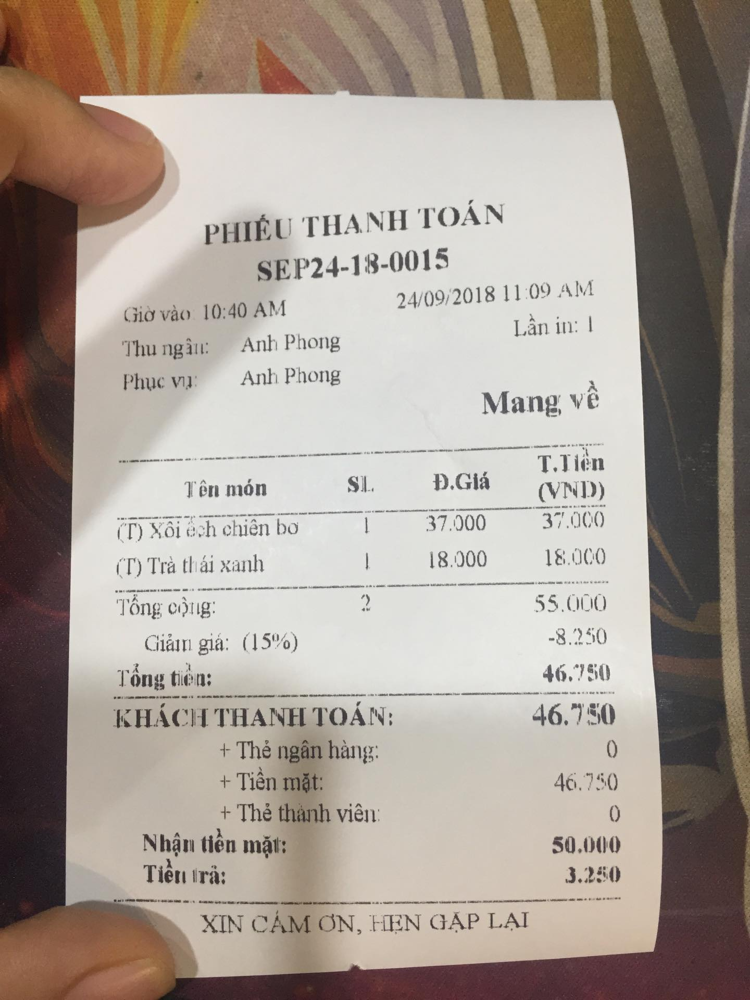 PHIẾU THANH TOÁN
SEP24-18-0015
24/09/2018 11:09 AM
Giờ vào: 10:40 AM
Lần in: 1
Thu ngân: Anh Phong
Phục vụ: Anh Phong
Mang về
Tên món SL Đ.Giá T.Tiền (VND)
(T) Xôi ếch chiên bơ 1 37.000 37.000
(T) Trà thái xanh 1 18.000 18.000
Tổng cộng: 2 55.000
Giảm giá: (15%) -8.250
Tổng tiền: 46.750
KHÁCH THANH TOÁN: 46.750
+ Thẻ ngân hàng: 0
+ Tiền mặt: 46.750
+ Thẻ thành viên: 0
Nhận tiền mặt: 50.000
Tiền trả: 3.250
XIN CÁM ƠN, HẸN GẶP LẠI